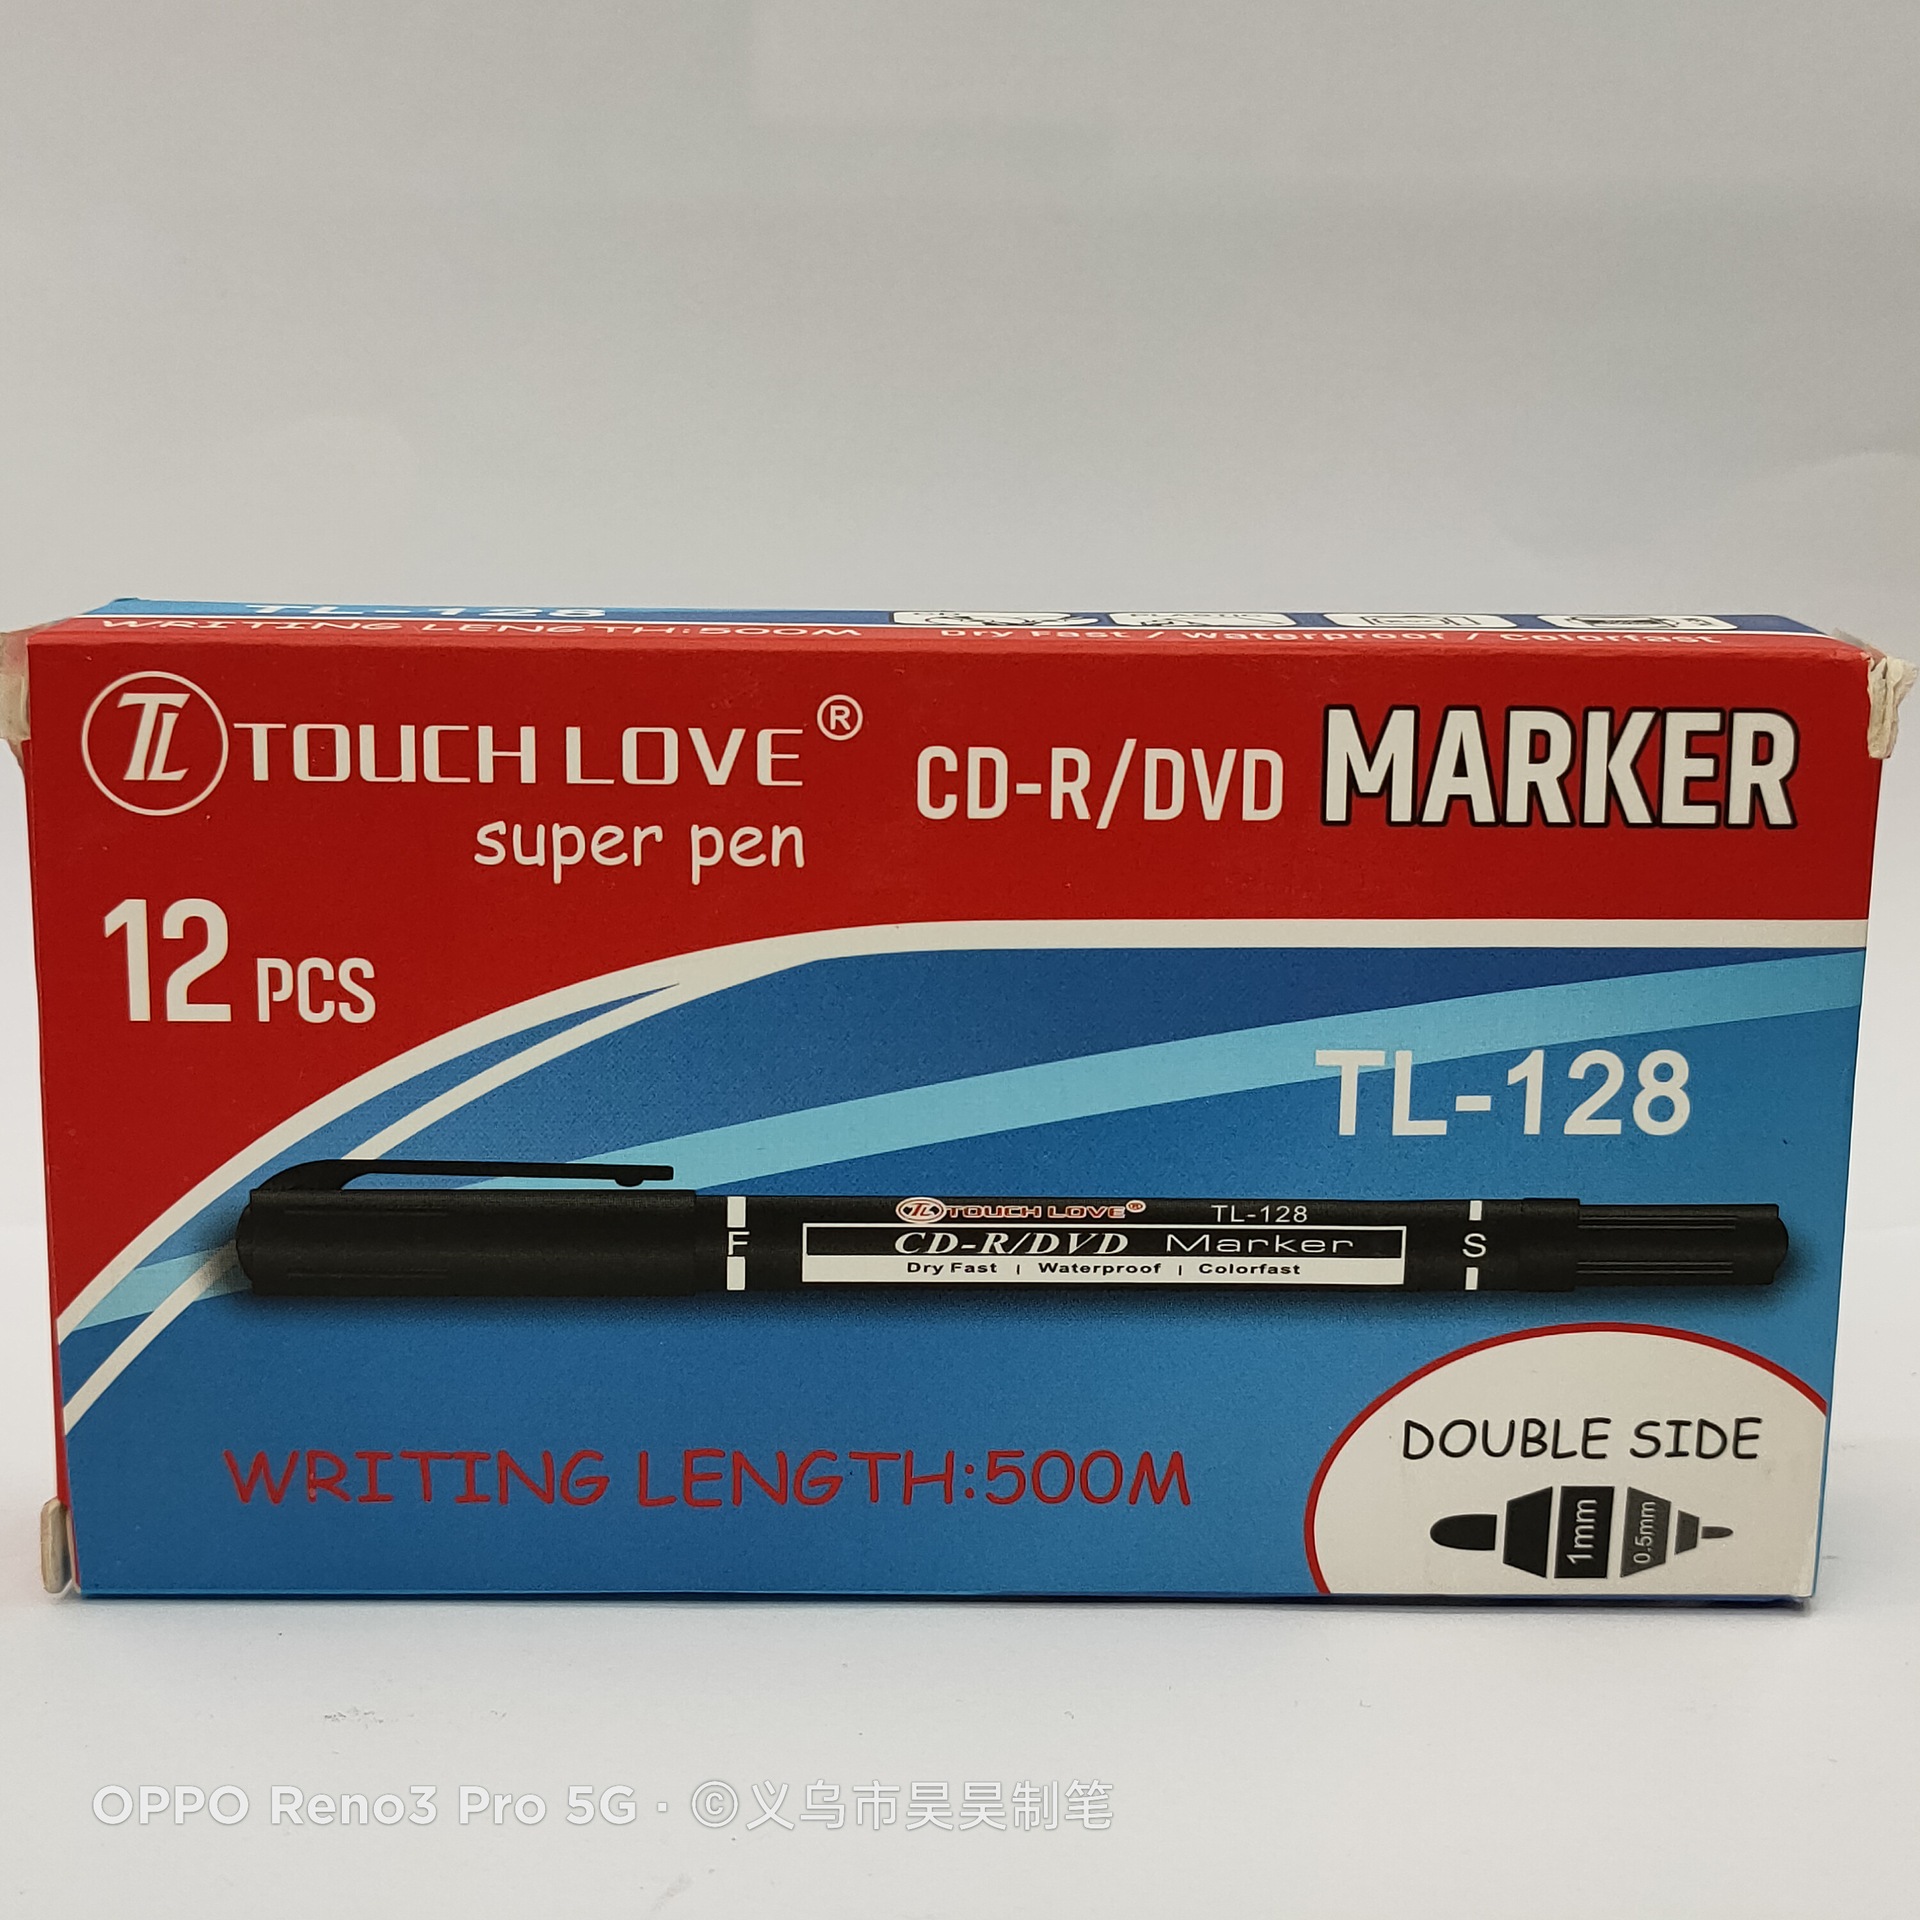 TL-128
WRITING LENGTH:500M
Dry Fast / Waterproof / Colorfast
TL TOUCH LOVE®
super pen
CD-R/DVD MARKER
12 PCS
TL-128
TL TOUCH LOVE® TL-128
F CD-R/DVD Marker S
Dry Fast | Waterproof | Colorfast
WRITING LENGTH:500M
DOUBLE SIDE
1mm 0.5mm
OPPO Reno3 Pro 5G · ©义乌市昊昊制笔